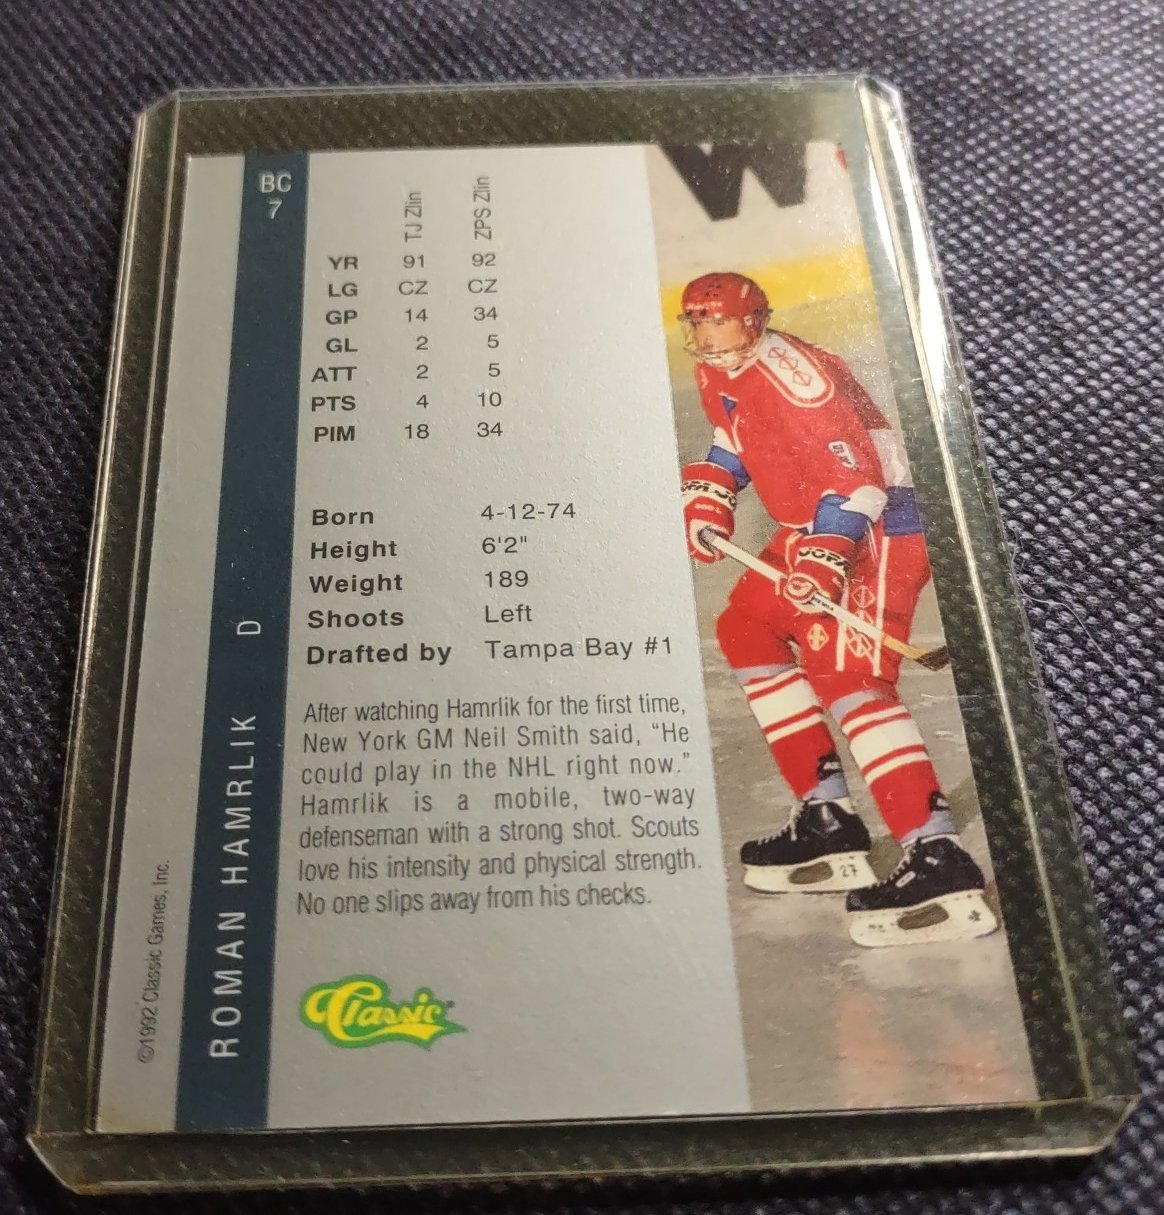 BC
7
TJ Zlin ZPS Zlin
YR 91 92
LG CZ CZ
GP 14 34
GL 2 5
ATT 2 5
PTS 4 10
PIM 18 34
Born 4-12-74
Height 6'2"
Weight 189
Shoots Left
Drafted by Tampa Bay #1
After watching Hamrlik for the first time,
New York GM Neil Smith said, “He
could play in the NHL right now.”
Hamrlik is a mobile, two-way
defenseman with a strong shot. Scouts
love his intensity and physical strength.
No one slips away from his checks.
Classic™
ROMAN HAMRLIK D
©1992 Classic Games, Inc.
W
JOFA
27